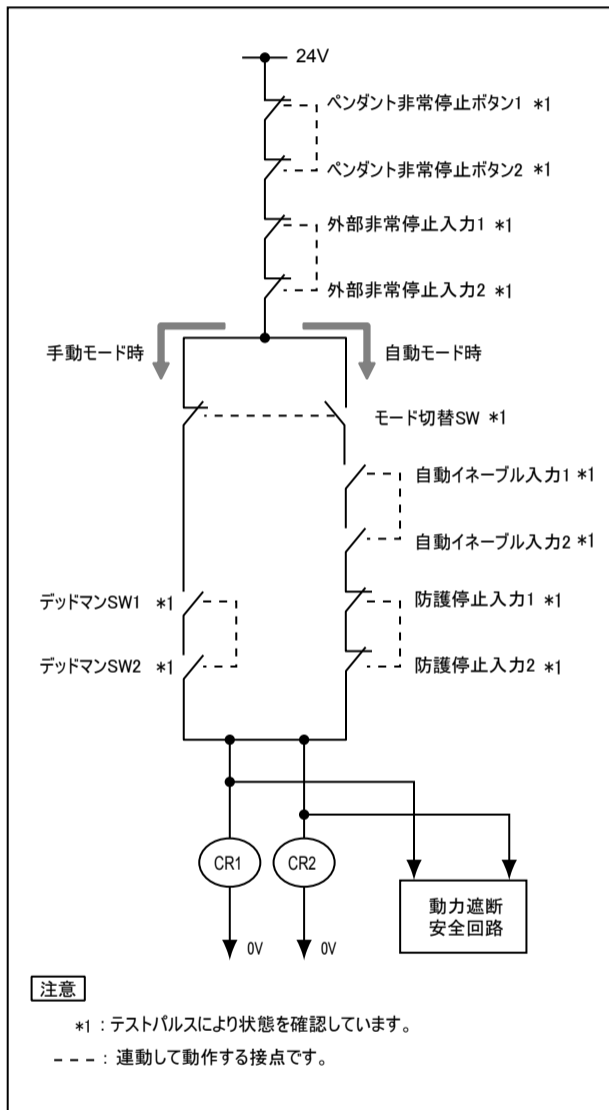 24V
ペンダント非常停止ボタン1 *1
ペンダント非常停止ボタン2 *1
外部非常停止入力1 *1
外部非常停止入力2 *1
手動モード時
自動モード時
モード切替SW *1
自動イネーブル入力1 *1
自動イネーブル入力2 *1
デッドマンSW1 *1
防護停止入力1 *1
デッドマンSW2 *1
防護停止入力2 *1
CR1
CR2
動力遮断
安全回路
0V
0V
注意
*1 : テストパルスにより状態を確認しています。
--- : 連動して動作する接点です。